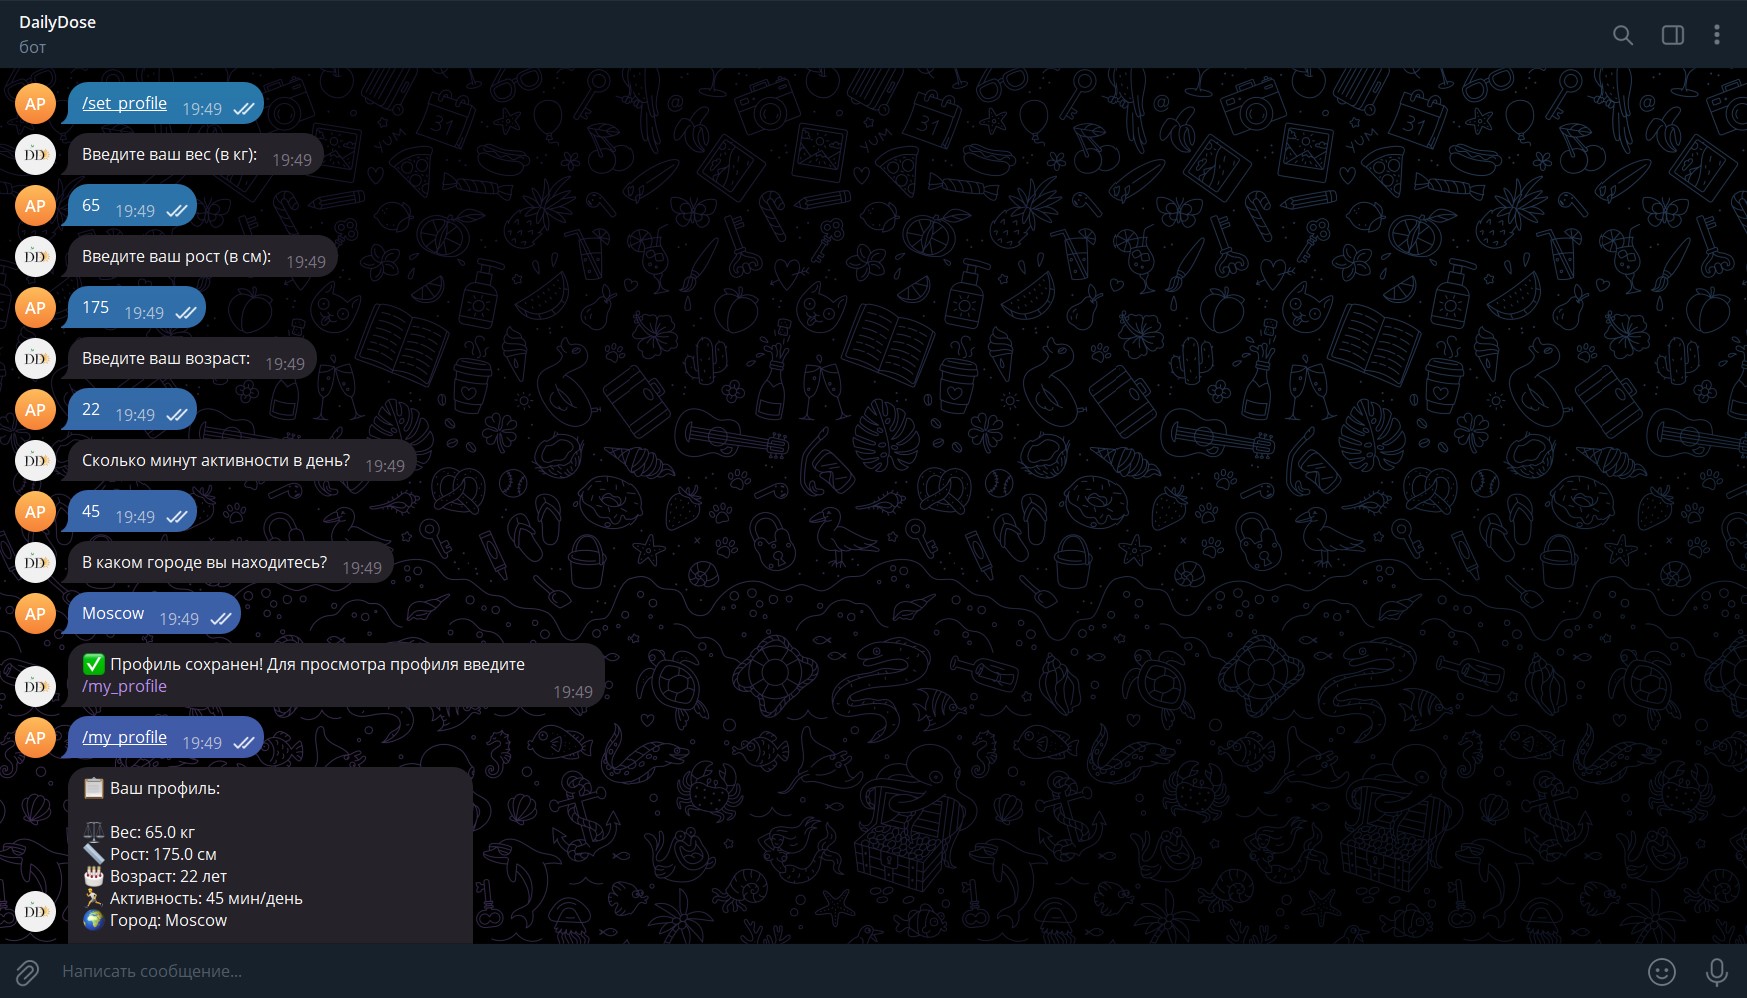 DailyDose
бот
AP
/set_profile 19:49
DD
Введите ваш вес (в кг): 19:49
AP
65 19:49
DD
Введите ваш рост (в см): 19:49
AP
175 19:49
DD
Введите ваш возраст: 19:49
AP
22 19:49
DD
Сколько минут активности в день? 19:49
AP
45 19:49
DD
В каком городе вы находитесь? 19:49
AP
Moscow 19:49
✅ Профиль сохранен! Для просмотра профиля введите
/my_profile 19:49
DD
AP
/my_profile 19:49
📋 Ваш профиль:
⚖️ Вес: 65.0 кг
📏 Рост: 175.0 см
🎂 Возраст: 22 лет
🏃 Активность: 45 мин/день
🌍 Город: Moscow
DD
Написать сообщение...